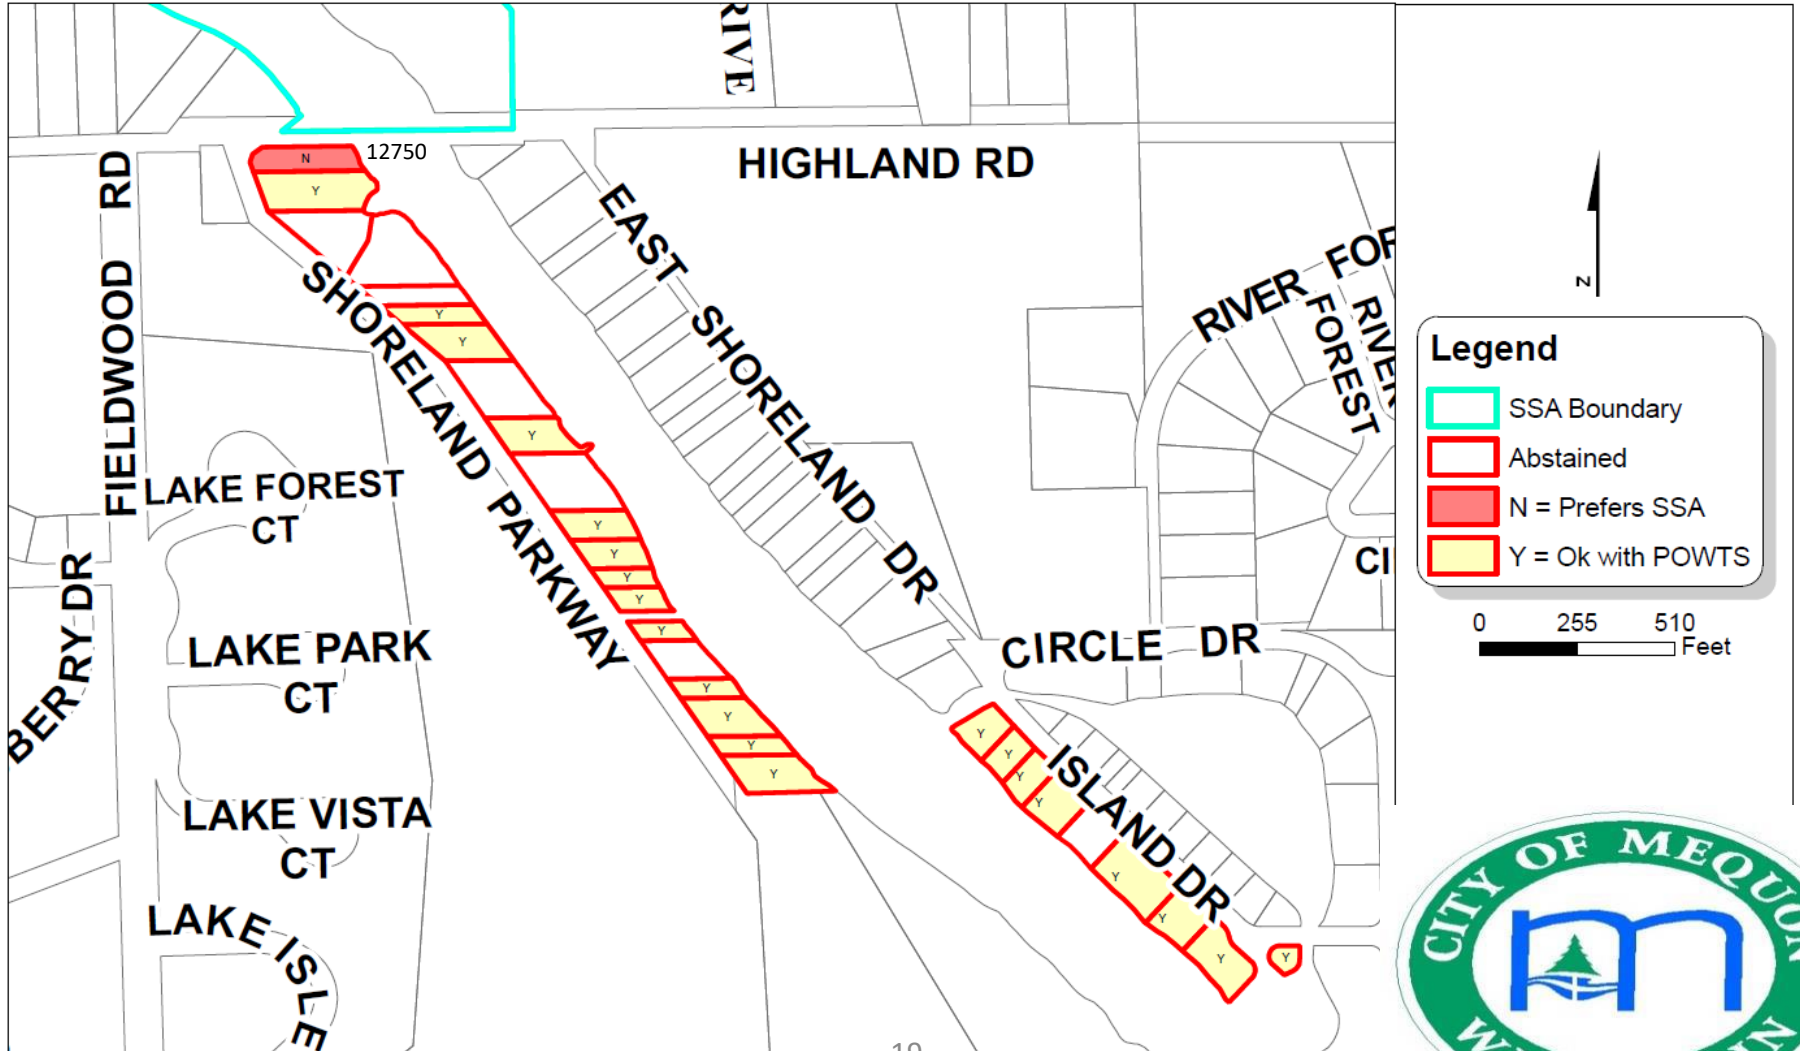 RIVE
12750
N
Y
HIGHLAND RD
FIELDWOOD RD
EAST SHORELAND DR
SHORELAND PARKWAY
Y
Y
Y
Y
Y
Y
Y
Y
Y
Y
Y
Y
LAKE FOREST
CT
BERRY DR
LAKE PARK
CT
LAKE VISTA
CT
LAKE ISLE
CIRCLE DR
ISLAND DR
Y
Y
Y
Y
Y
Y
Y
Y
RIVER FOR
RIVER
FOREST
CI
N
Legend
SSA Boundary
Abstained
N = Prefers SSA
Y = Ok with POWTS
0 255 510
Feet
CITY OF MEQUON